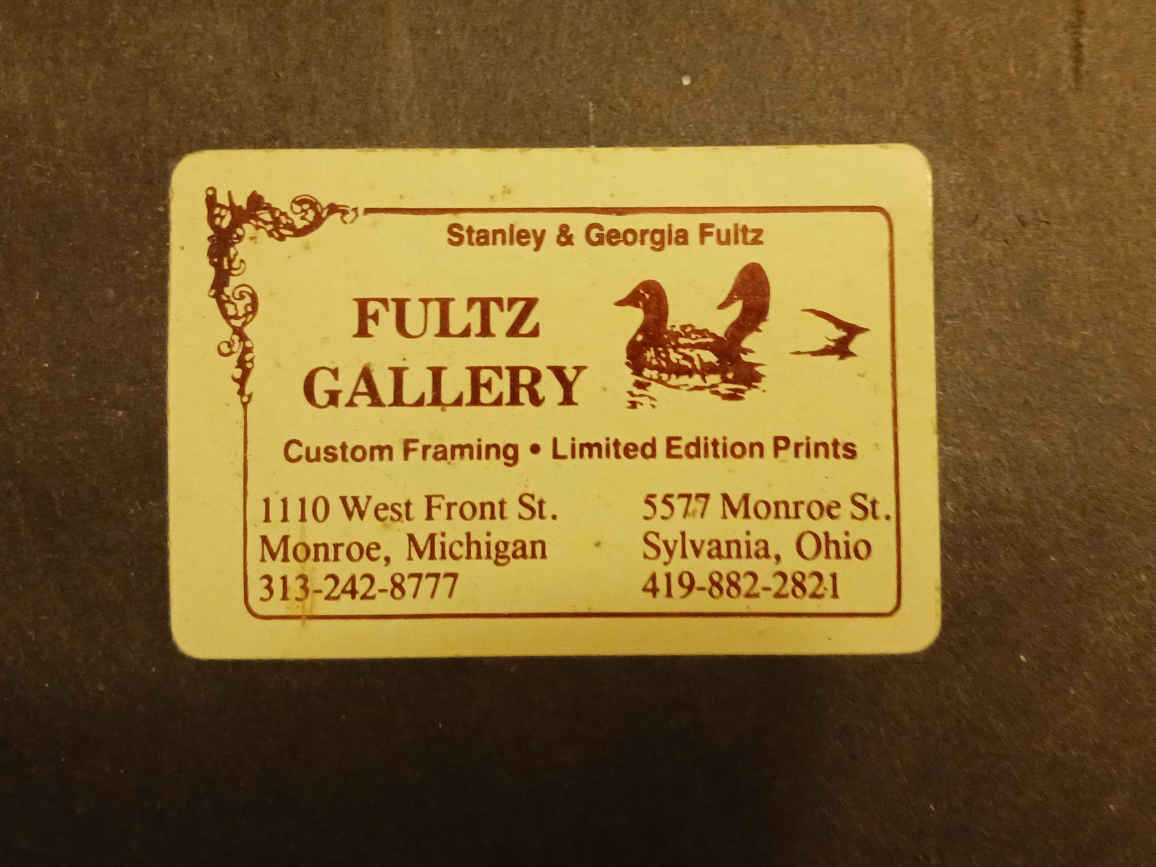 Stanley & Georgia Fultz
FULTZ
GALLERY
Custom Framing • Limited Edition Prints
1110 West Front St.
Monroe, Michigan
313-242-8777
5577 Monroe St.
Sylvania, Ohio
419-882-2821